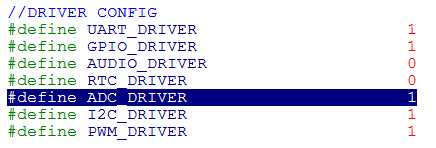 //DRIVER CONFIG
#define UART_DRIVER 1
#define GPIO_DRIVER 1
#define AUDIO_DRIVER 0
#define RTC_DRIVER 0
#define ADC_DRIVER 1
#define I2C_DRIVER 1
#define PWM_DRIVER 1